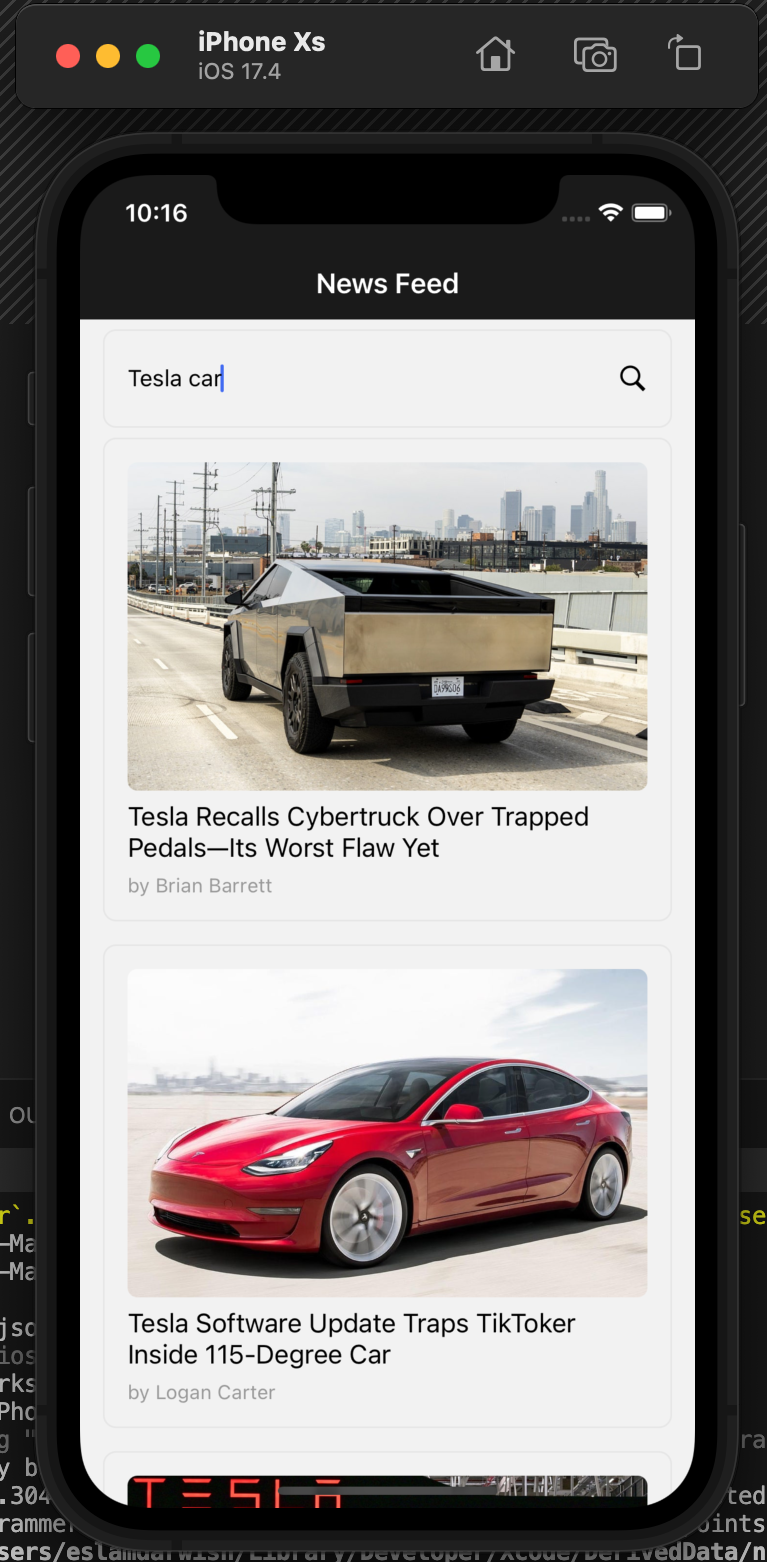 iPhone Xs
iOS 17.4
10:16
News Feed
Tesla car
Tesla Recalls Cybertruck Over Trapped
Pedals—Its Worst Flaw Yet
by Brian Barrett
Tesla Software Update Traps TikToker
Inside 115-Degree Car
by Logan Carter
TESLA